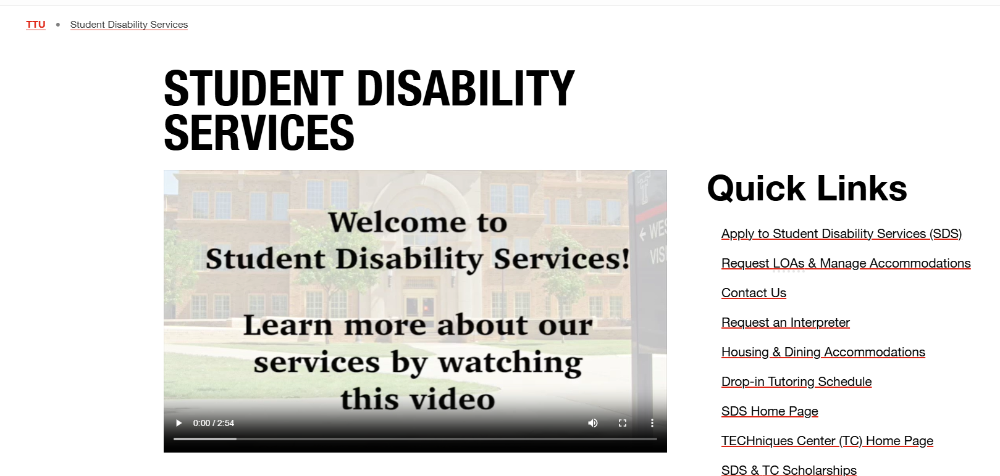 TTU • Student Disability Services
STUDENT DISABILITY
SERVICES
Welcome to
Student Disability Services!
Learn more about our
services by watching
this video
0:00 / 2:54
Quick Links
Apply to Student Disability Services (SDS)
Request LOAs & Manage Accommodations
Contact Us
Request an Interpreter
Housing & Dining Accommodations
Drop-in Tutoring Schedule
SDS Home Page
TECHniques Center (TC) Home Page
SDS & TC Scholarships